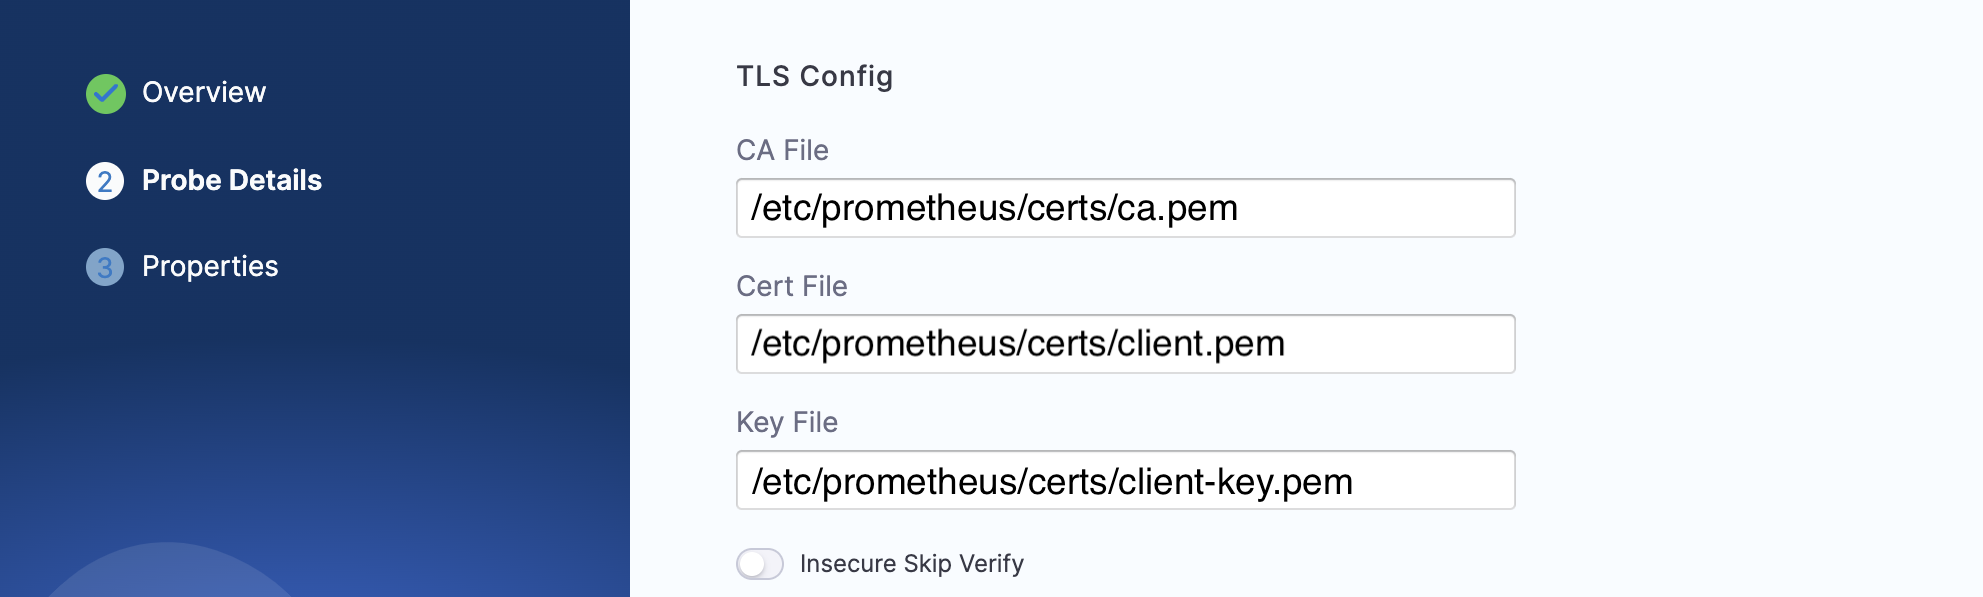 Overview
2 Probe Details
3 Properties
TLS Config
CA File
/etc/prometheus/certs/ca.pem
Cert File
/etc/prometheus/certs/client.pem
Key File
/etc/prometheus/certs/client-key.pem
Insecure Skip Verify